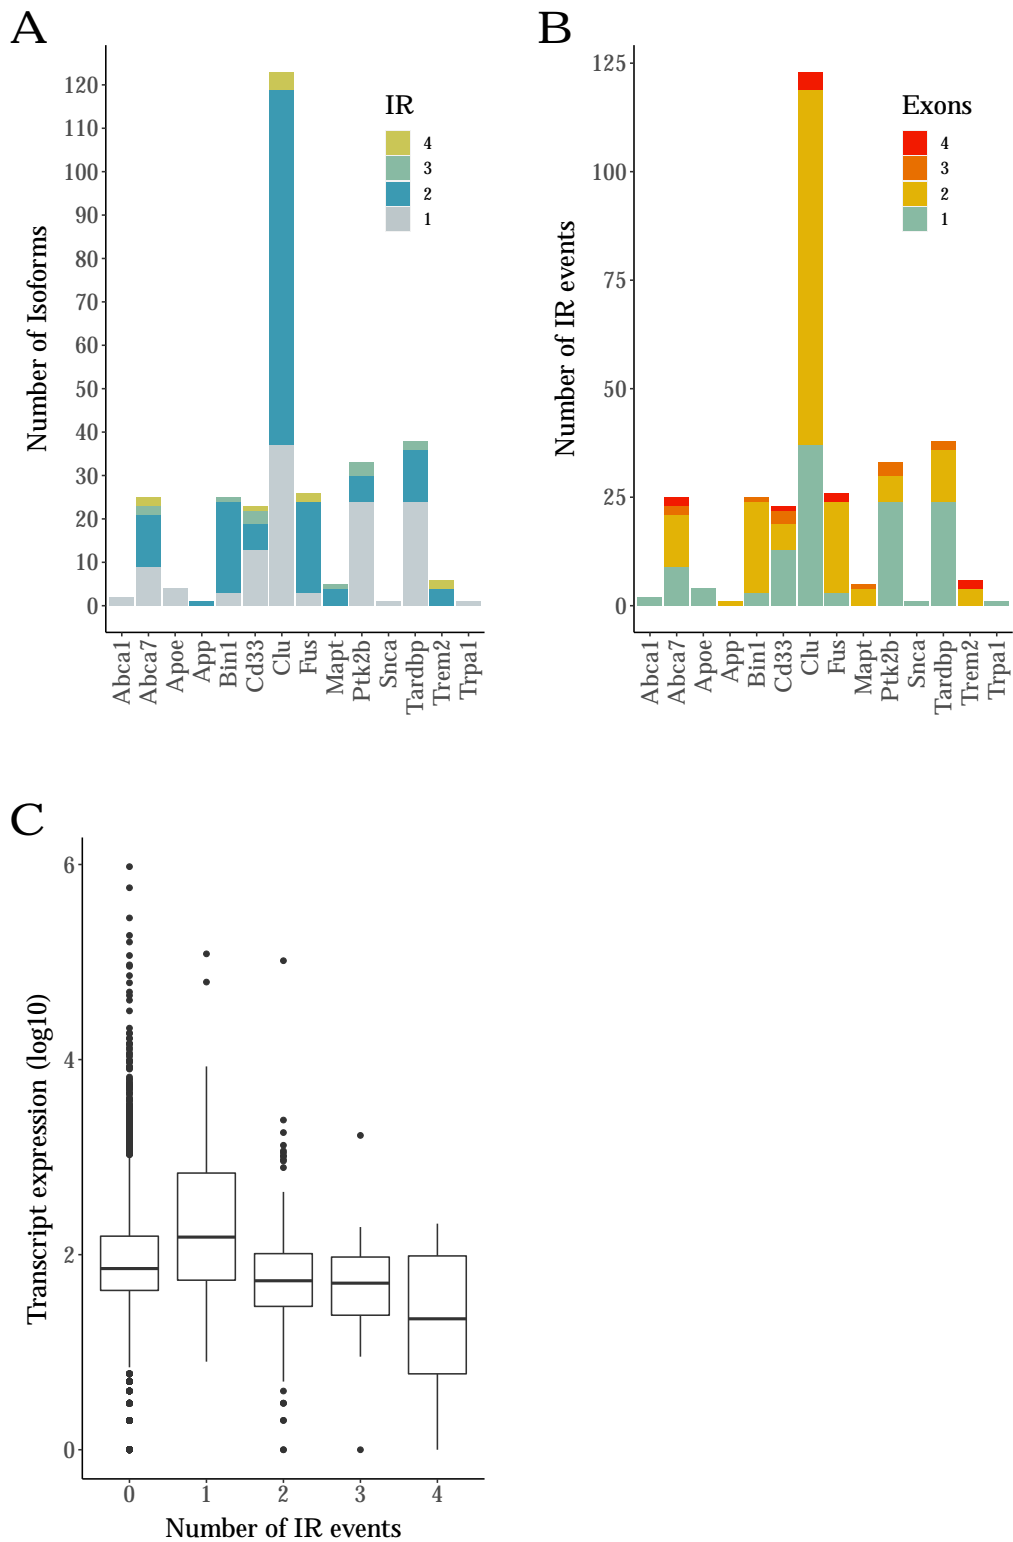 A
B
Number of Isoforms
120
110
100
90
80
70
60
50
40
30
20
10
0
IR
4
3
2
1
Abca1
Abca7
Apoe
App
Bin1
Cd33
Clu
Fus
Mapt
Ptk2b
Snca
Tardbp
Trem2
Trpa1
Number of IR events
125
100
75
50
25
0
Exons
4
3
2
1
Abca1
Abca7
Apoe
App
Bin1
Cd33
Clu
Fus
Mapt
Ptk2b
Snca
Tardbp
Trem2
Trpa1
C
Transcript expression (log10)
6
4
2
0
0 1 2 3 4
Number of IR events